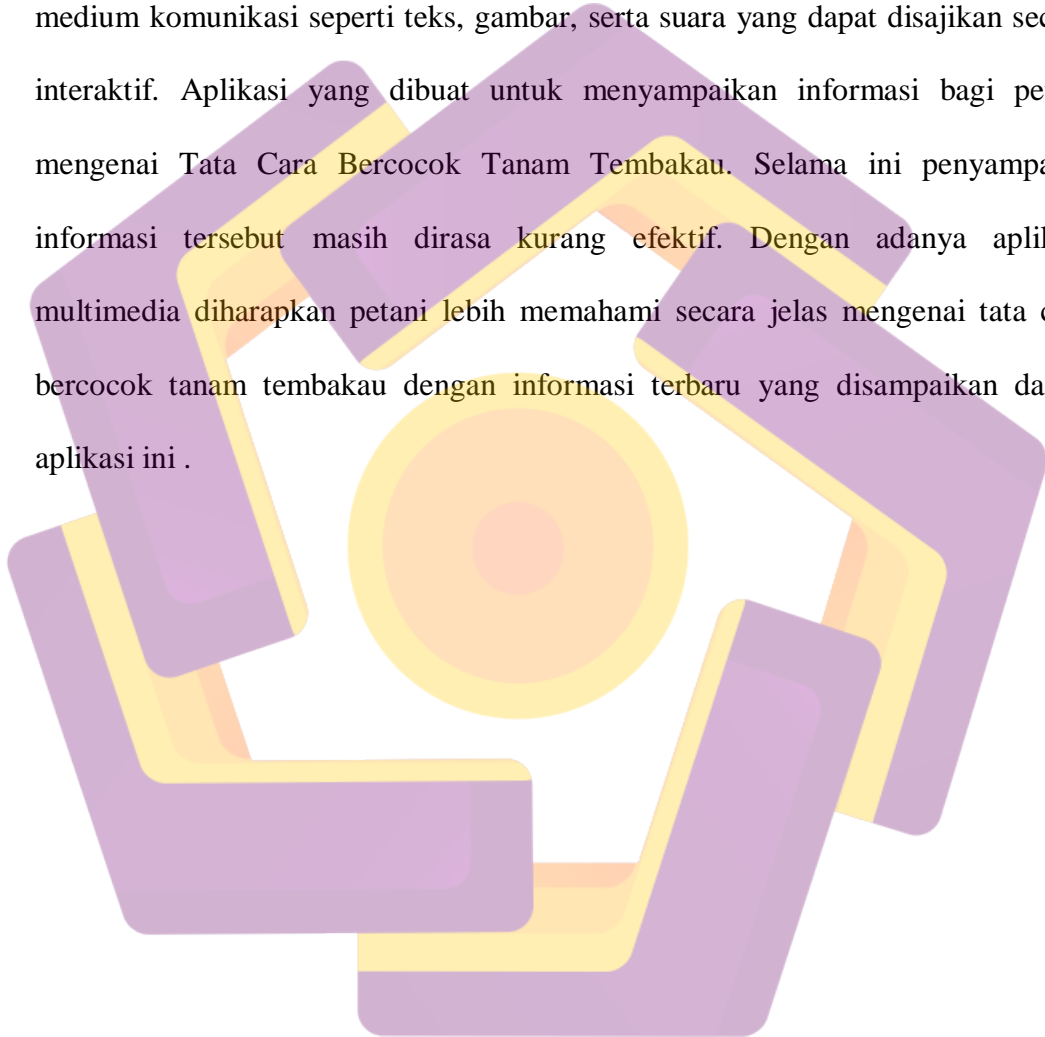 medium komunikasi seperti teks, gambar, serta suara yang dapat disajikan sec
interaktif. Aplikasi yang dibuat untuk menyampaikan informasi bagi pe
mengenai Tata Cara Bercocok Tanam Tembakau. Selama ini penyampa
informasi tersebut masih dirasa kurang efektif. Dengan adanya aplik
multimedia diharapkan petani lebih memahami secara jelas mengenai tata c
bercocok tanam tembakau dengan informasi terbaru yang disampaikan da
aplikasi ini .